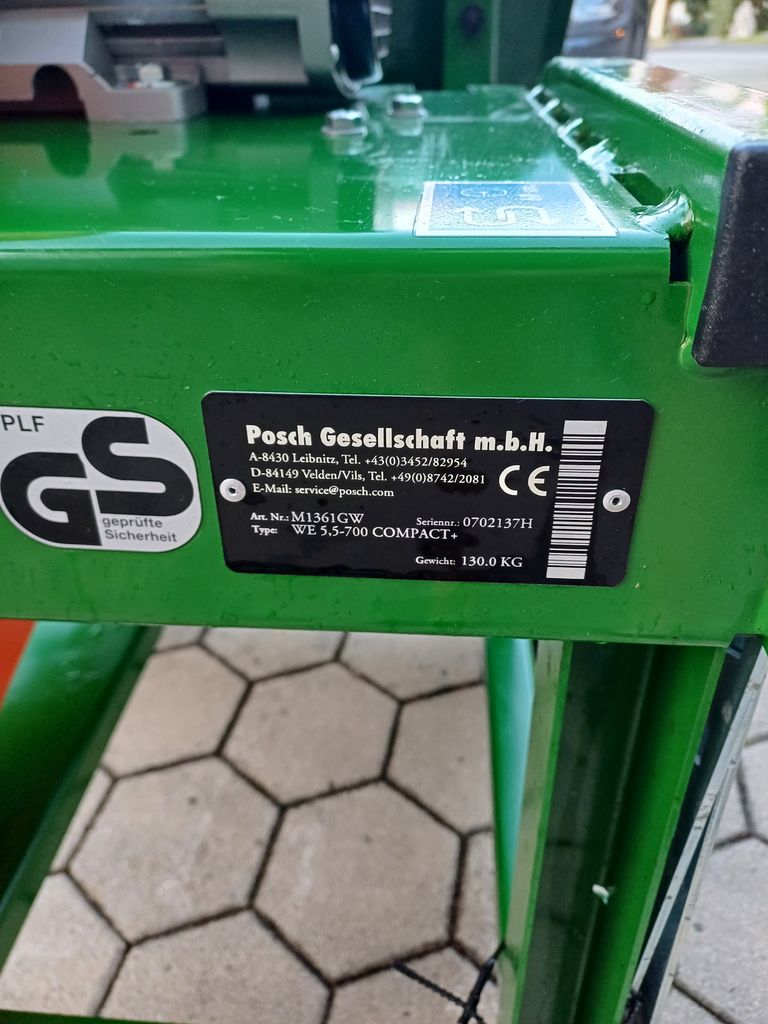 PLF
GS
geprüfte
Sicherheit
Posch Gesellschaft m.b.H.
A-8430 Leibnitz, Tel. +43(0)3452/82954
D-84149 Velden/Vils, Tel. +49(0)8742/2081
E-Mail: service@posch.com
CE
Art. Nr.: M1361GW Seriennr.: 0702137H
Type: WE 5,5-700 COMPACT+
Gewicht: 130.0 KG